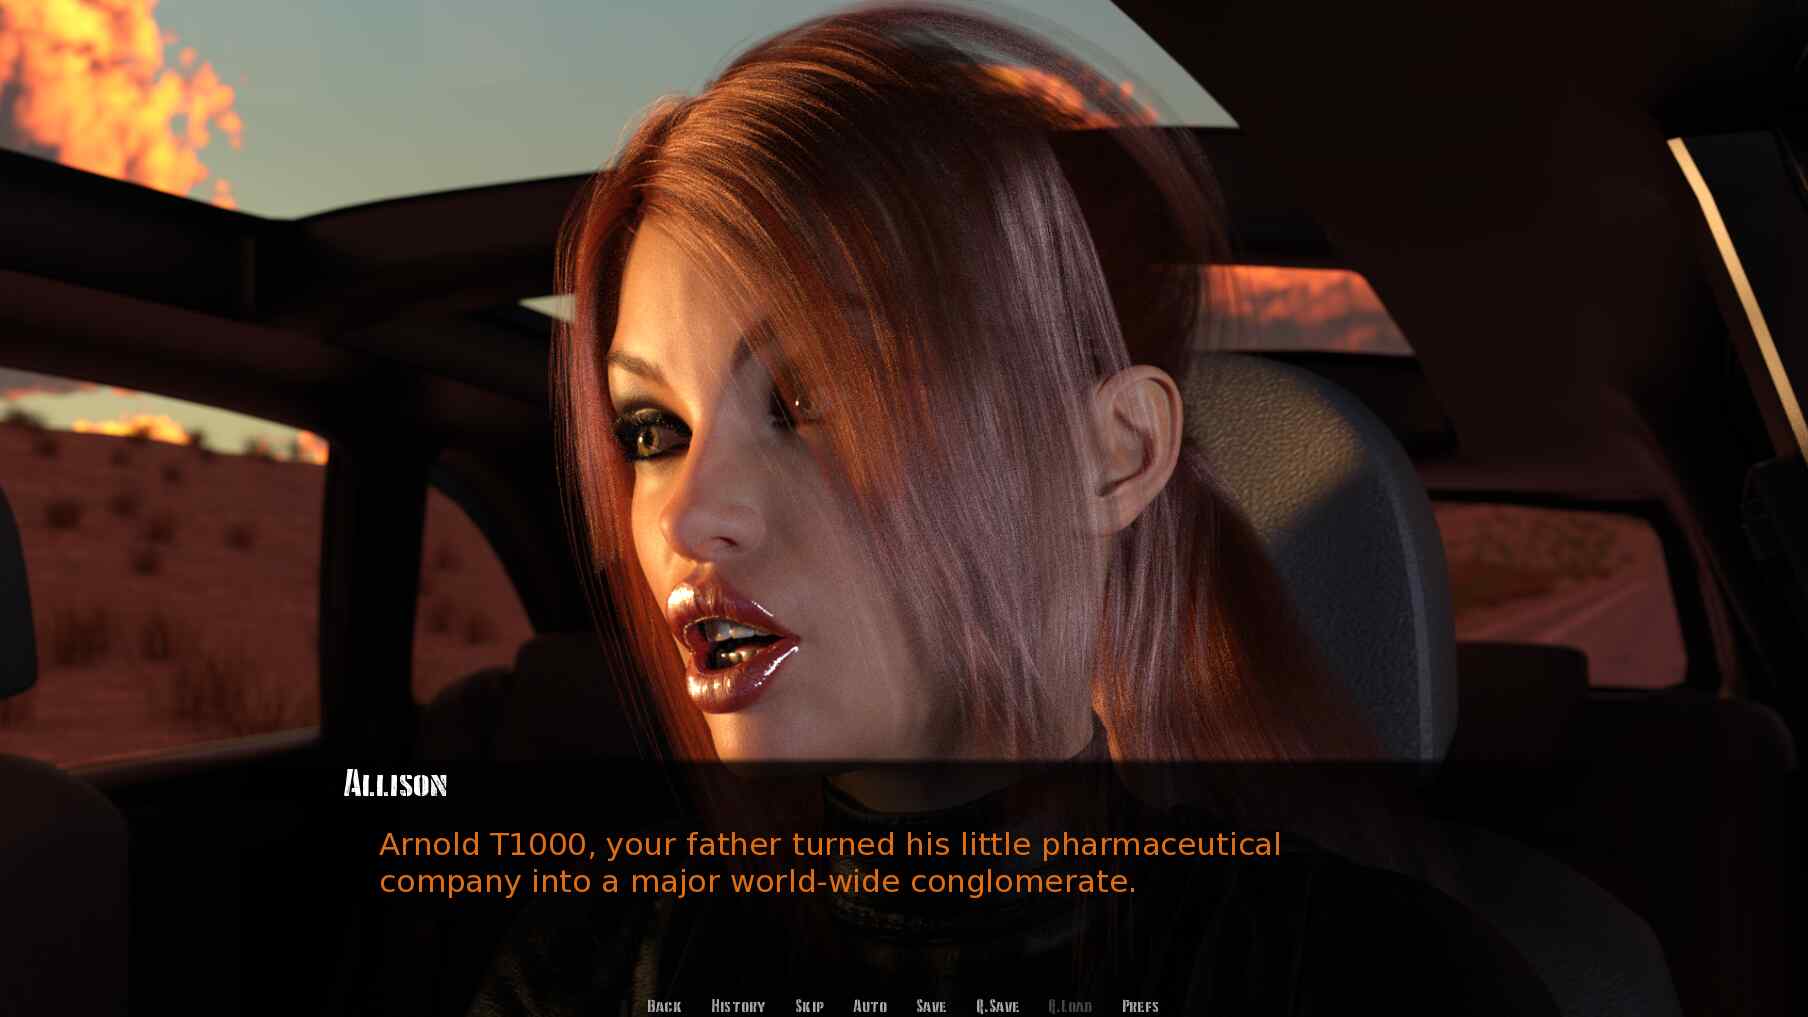 Allison
Arnold T1000, your father turned his little pharmaceutical
company into a major world-wide conglomerate.
Back History Skip Auto Save Q.Save Q.Load Prefs